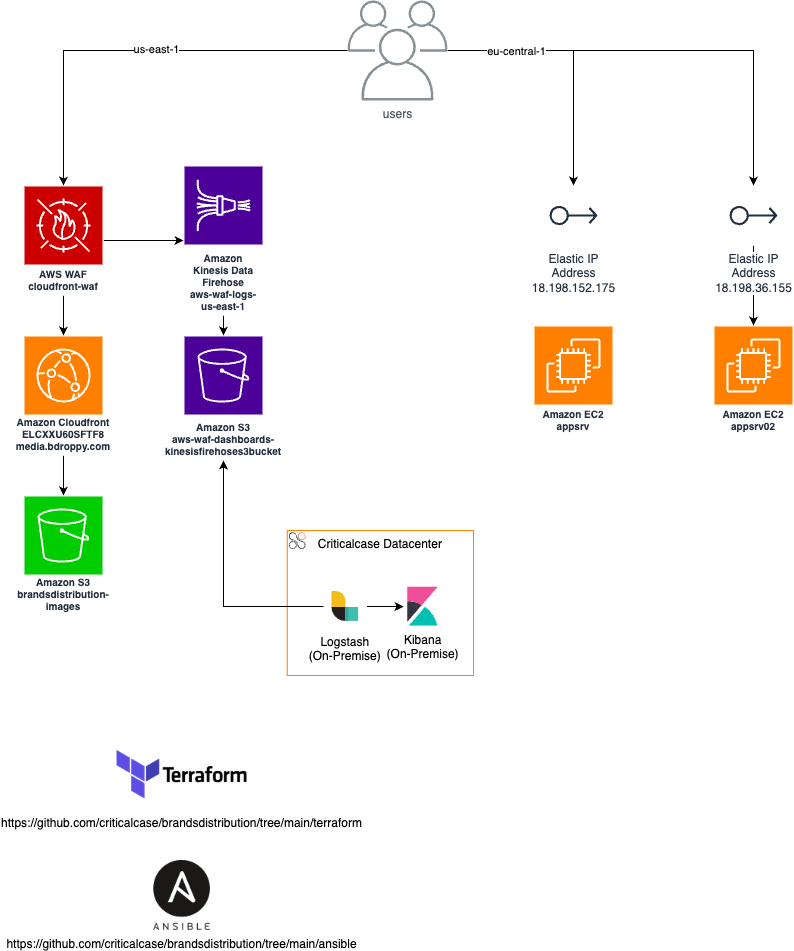 us-east-1
eu-central-1
users
AWS WAF
cloudfront-waf
Amazon
Kinesis Data
Firehose
aws-waf-logs-
us-east-1
Elastic IP
Address
18.198.152.175
Elastic IP
Address
18.198.36.155
Amazon Cloudfront
ELCXXU60SFTF8
media.bdroppy.com
Amazon S3
aws-waf-dashboards-
kinesisfirehoses3bucket
Amazon EC2
appsrv
Amazon EC2
appsrv02
Amazon S3
brandsdistribution-
images
Criticalcase Datacenter
Logstash
(On-Premise)
Kibana
(On-Premise)
Terraform
https://github.com/criticalcase/brandsdistribution/tree/main/terraform
ANSIBLE
https://github.com/criticalcase/brandsdistribution/tree/main/ansible